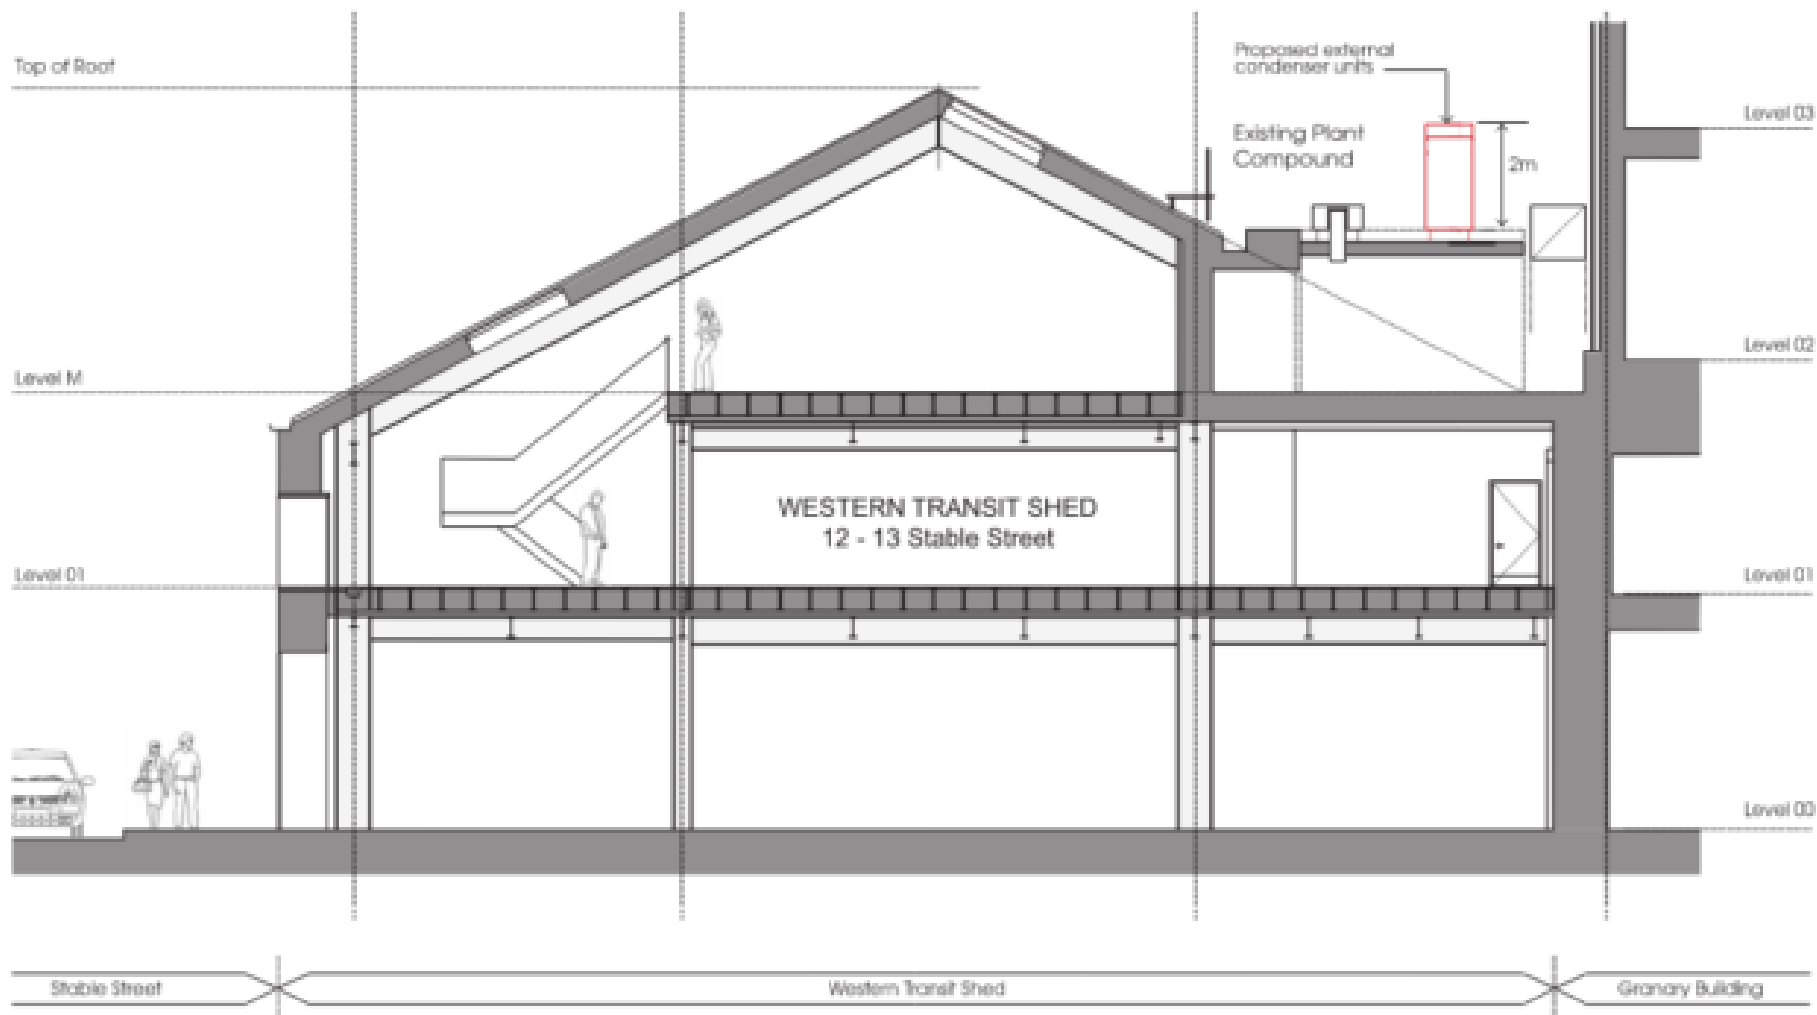 Top of Roof
Proposed external
condenser units
Level 03
Existing Plant
Compound
2m
Level 02
Level M
WESTERN TRANSIT SHED
12 - 13 Stable Street
Level 01
Level 01
Level 00
Stable Street
Western Transit Shed
Granary Building